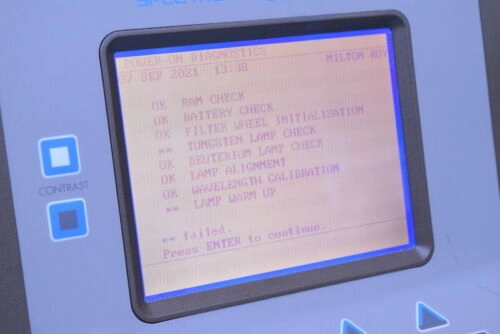 POWER-ON DIAGNOSTICS
07 SEP 2021 13:38 MILTON ROY
OK RAM CHECK
OK BATTERY CHECK
OK FILTER WHEEL INITIALIZATION
** TUNGSTEN LAMP CHECK
OK DEUTERIUM LAMP CHECK
OK LAMP ALIGNMENT
OK WAVELENGTH CALIBRATION
** LAMP WARM UP
** failed.
Press ENTER to continue.
CONTRAST